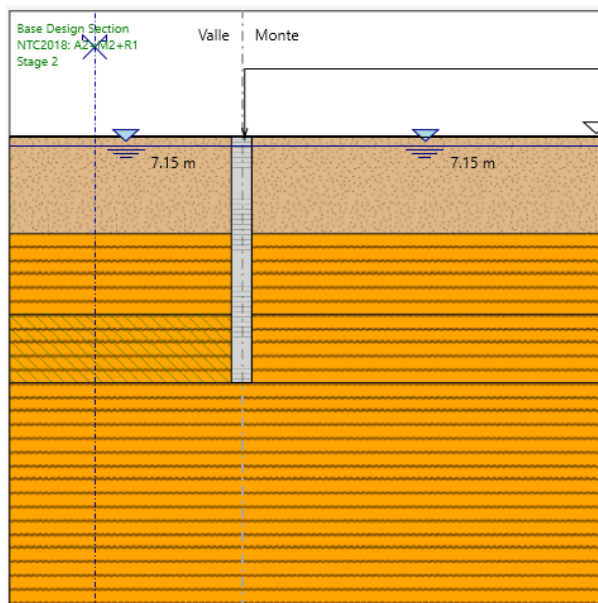 Base Design Section
NTC2018: A2+M2+R1
Stage 2
Valle
Monte
7.15 m
7.15 m